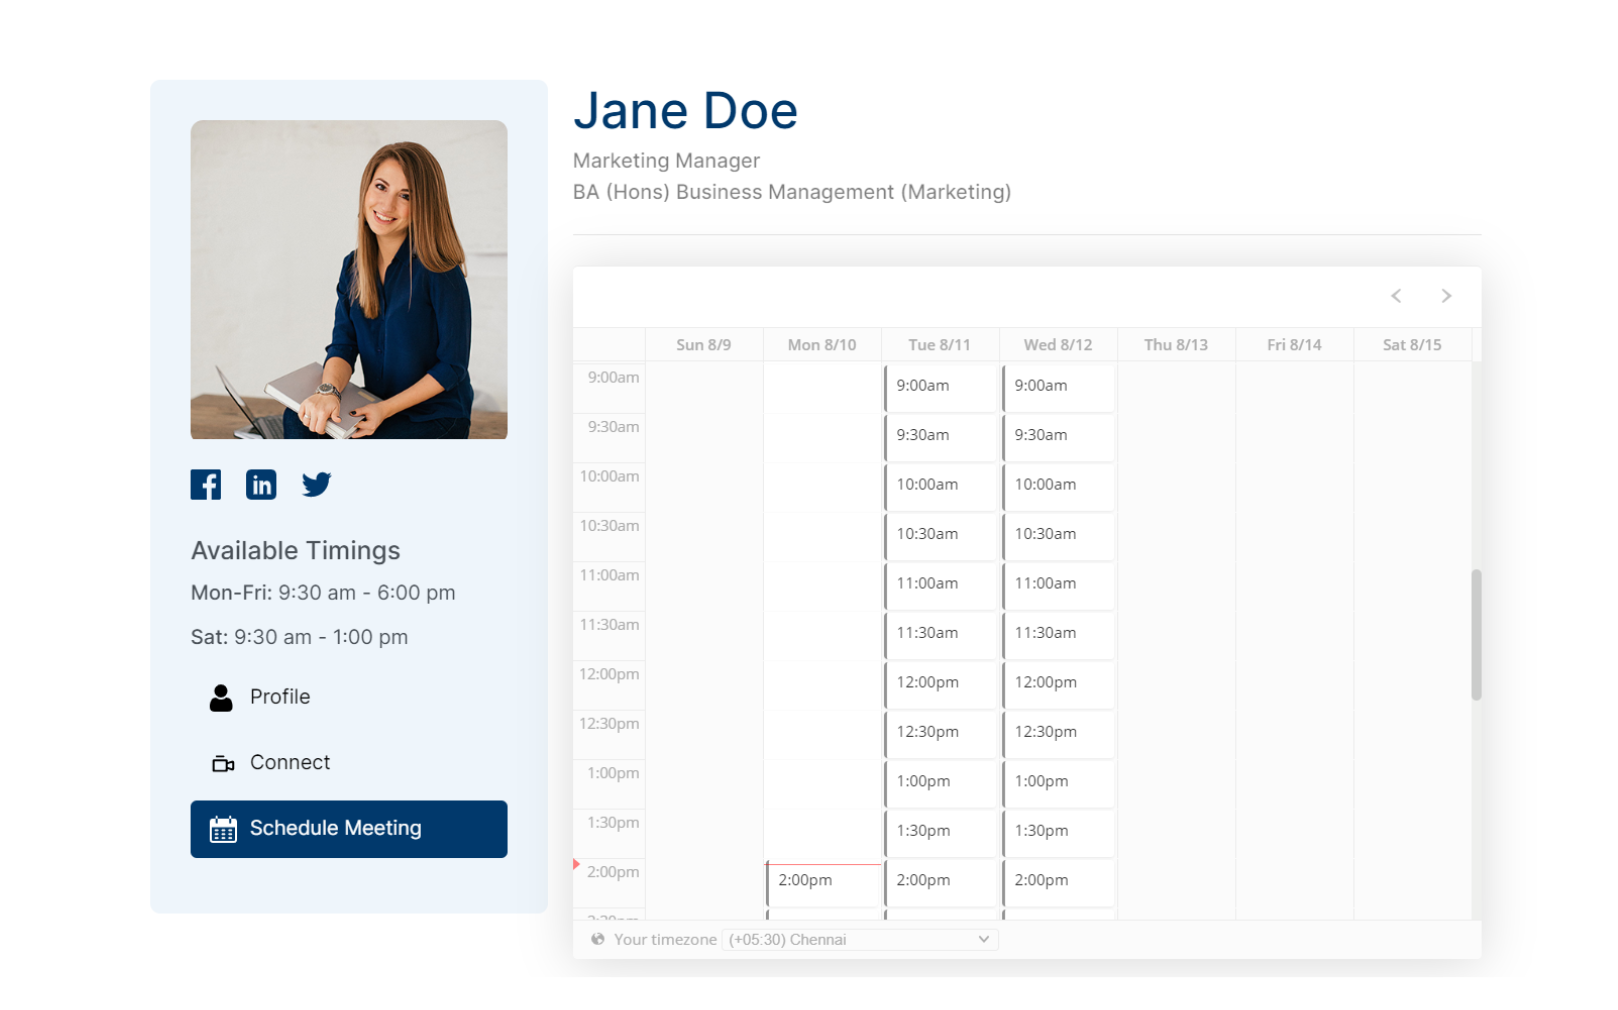 Jane Doe
Marketing Manager
BA (Hons) Business Management (Marketing)
Available Timings
Mon-Fri: 9:30 am - 6:00 pm
Sat: 9:30 am - 1:00 pm
Profile
Connect
Schedule Meeting
Sun 8/9 Mon 8/10 Tue 8/11 Wed 8/12 Thu 8/13 Fri 8/14 Sat 8/15
9:00am 9:00am 9:00am
9:30am 9:30am 9:30am
10:00am 10:00am 10:00am
10:30am 10:30am 10:30am
11:00am 11:00am 11:00am
11:30am 11:30am 11:30am
12:00pm 12:00pm 12:00pm
12:30pm 12:30pm 12:30pm
1:00pm 1:00pm 1:00pm
1:30pm 1:30pm 1:30pm
2:00pm 2:00pm 2:00pm 2:00pm
Your timezone (+05:30) Chennai